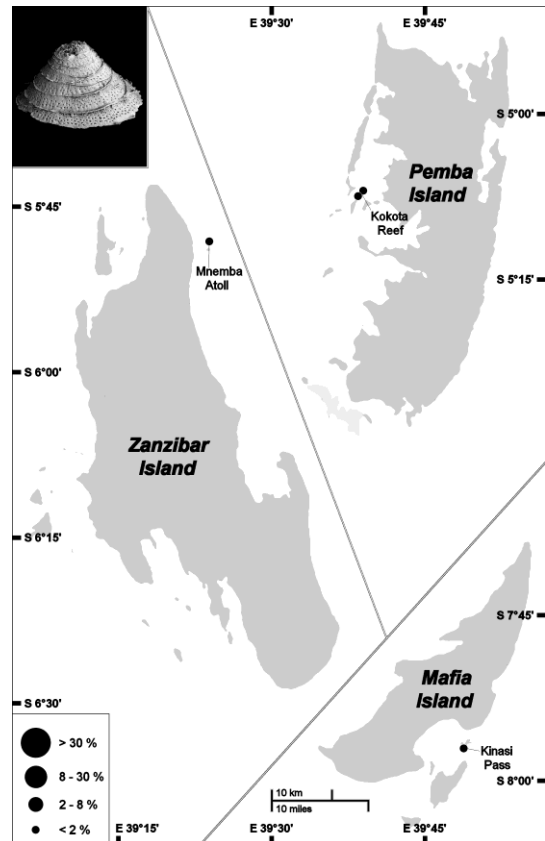 E 39°30'
E 39°45'
S 5°00'
Pemba
Island
Kokota
Reef
S 5°45'
Mnemba
Atoll
S 5°15'
S 6°00'
Zanzibar
Island
S 6°15'
S 7°45'
Mafia
Island
S 6°30'
Kinasi
Pass
> 30 %
8 - 30 %
2 - 8 %
< 2 %
S 8°00'
10 km
10 miles
E 39°15'
E 39°30'
E 39°45'